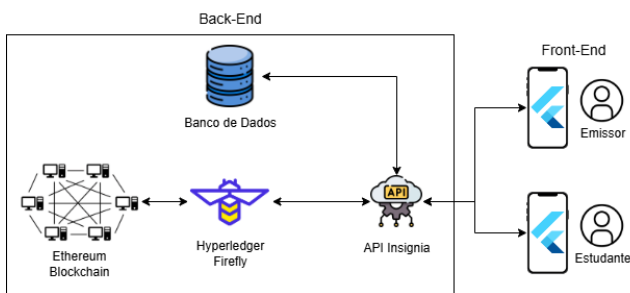 Back-End
Front-End
Banco de Dados
Emissor
API
Ethereum
Blockchain
Hyperledger
Firefly
API Insignia
Estudante